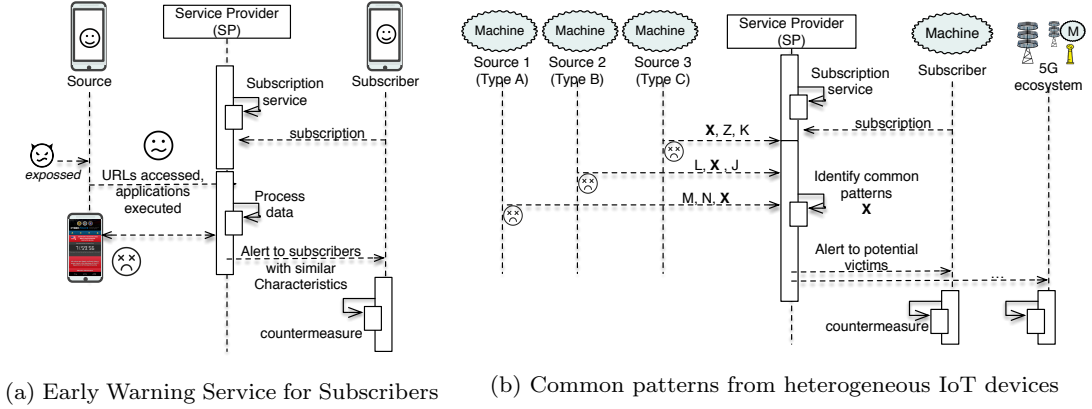 Service Provider
(SP)
Source
Subscriber
Subscription
service
subscription
expossed
URLs accessed,
applications
executed
Process
data
Alert to subscribers
with similar
Characteristics
countermeasure
(a) Early Warning Service for Subscribers
Machine
Machine
Machine
Service Provider
(SP)
Machine
M
Source 1
(Type A)
Source 2
(Type B)
Source 3
(Type C)
Subscriber
5G
ecosystem
Subscription
service
subscription
X, Z, K
L, X , J
M, N, X
Identify common
patterns
X
Alert to potential
victims
...
countermeasure
(b) Common patterns from heterogeneous IoT devices